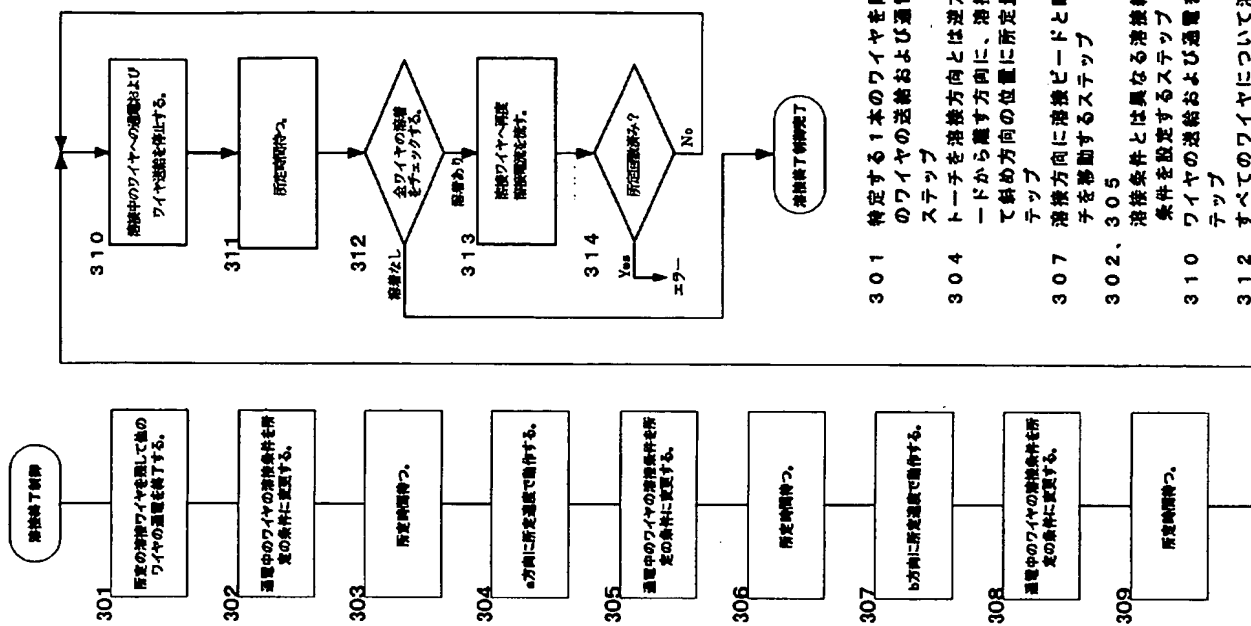 溶接終了制御
301
所定の溶接ワイヤを残して他の
ワイヤの通電を終了する。
302
通電中のワイヤの溶接条件を所
定の条件に変更する。
303
所定時間待つ。
304
a方向に所定速度で動作する。
305
通電中のワイヤの溶接条件を所
定の条件に変更する。
306
所定時間待つ。
307
b方向に所定速度で動作する。
308
通電中のワイヤの溶接条件を所
定の条件に変更する。
309
所定時間待つ。
310
溶接中のワイヤへの通電および
ワイヤ送給を停止する。
311
所定時間待つ。
312
全ワイヤの溶着
をチェックする。
溶着なし
溶着あり
313
溶接ワイヤへ再度
溶接電流を流す。
314
所定回数済み?
Yes
No
エラー
溶接終了制御完了
301 特定する1本のワイヤを
のワイヤの送給および通
ステップ
304 トーチを溶接方向とは逆
ードから離す方向に、溶接
て斜め方向の位置に所定
テップ
307 溶接方向に溶接ビードと
チを移動するステップ
302、305
溶接条件とは異なる溶接
条件を設定するステップ
310 ワイヤの送給および通電
テップ
312 すべてのワイヤについて